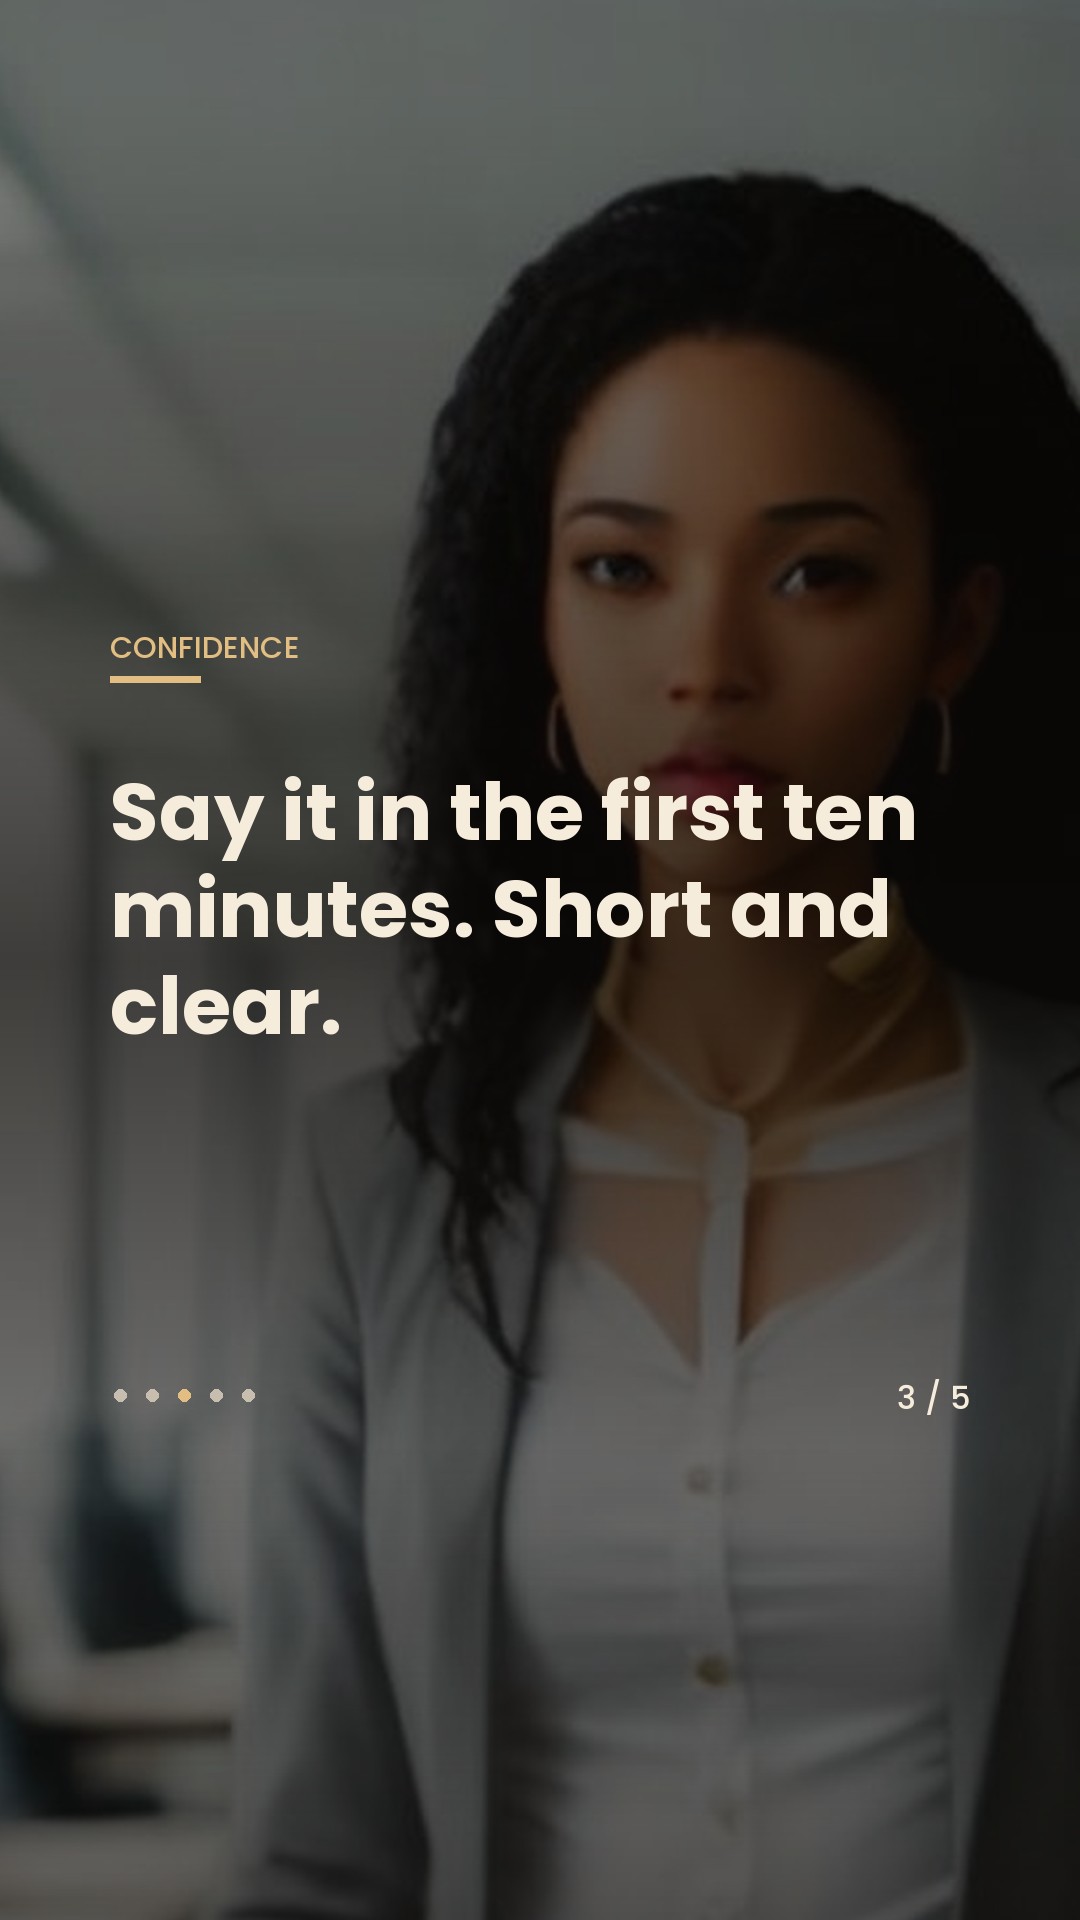 CONFIDENCE
Say it in the first ten
minutes. Short and
clear.
3 / 5